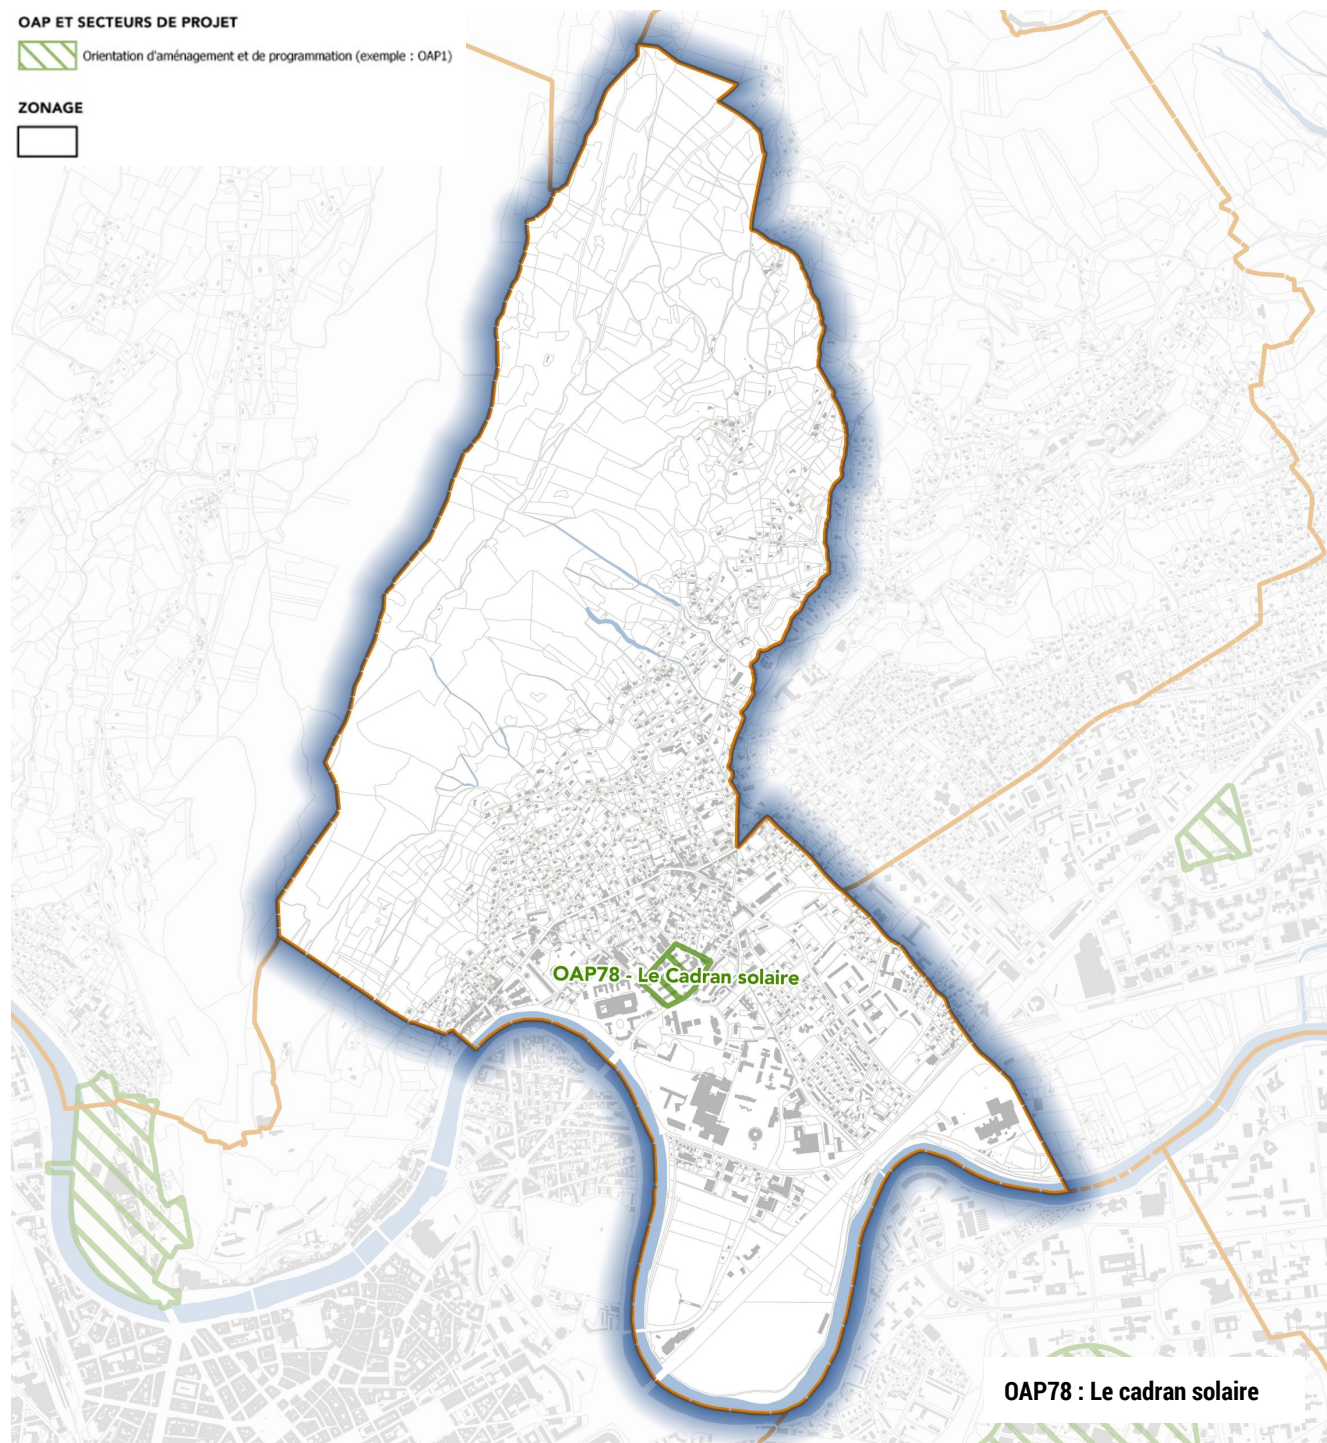 OAP ET SECTEURS DE PROJET
Orientation d'aménagement et de programmation (exemple : OAP1)
ZONAGE
OAP78 - Le Cadran solaire
OAP78 : Le cadran solaire